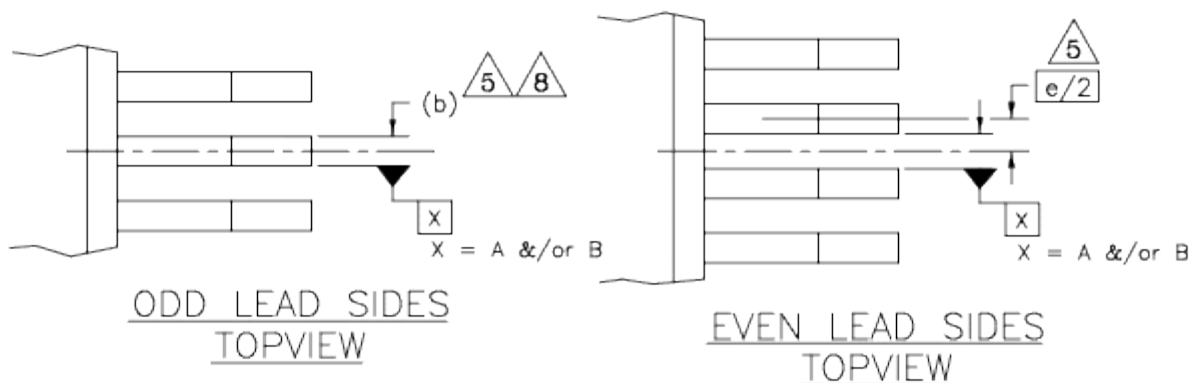 5 8
(b)
X
X = A &/or B
ODD LEAD SIDES
TOPVIEW
5
e/2
X
X = A &/or B
EVEN LEAD SIDES
TOPVIEW